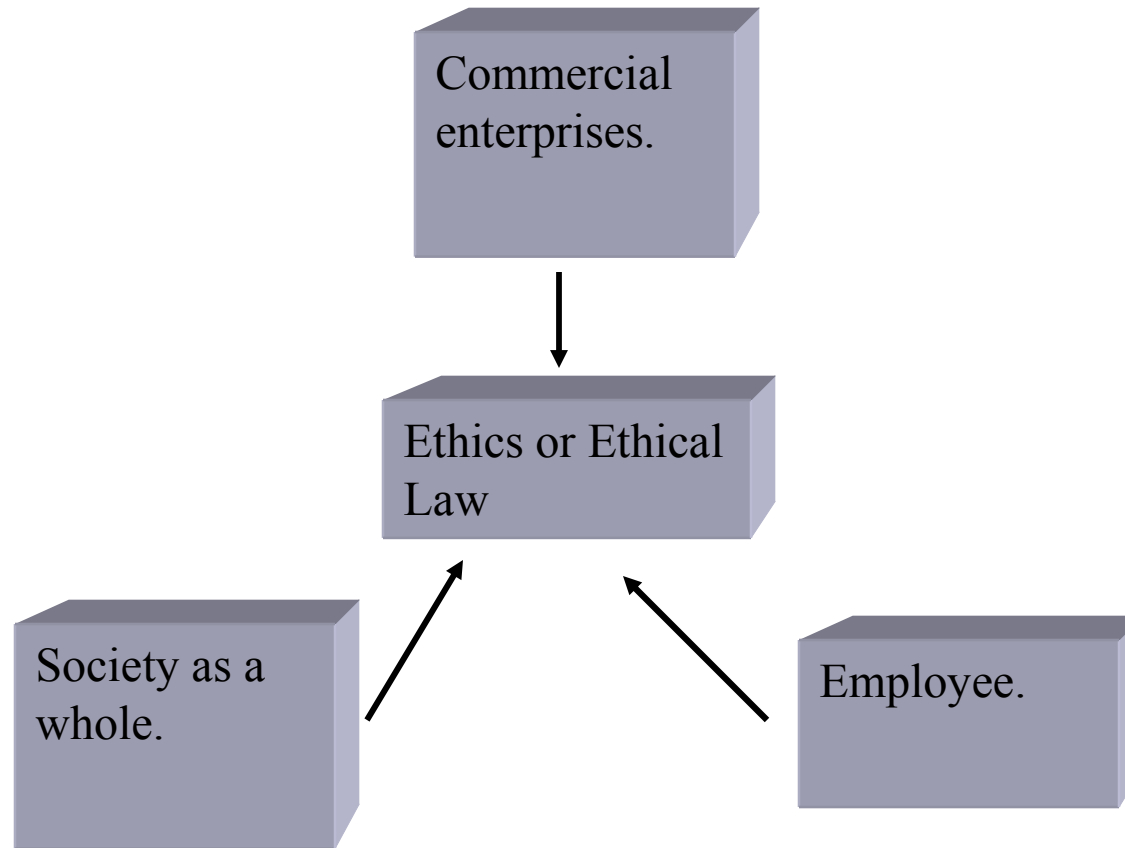 Commercial
enterprises.
Ethics or Ethical
Law
Society as a
whole.
Employee.